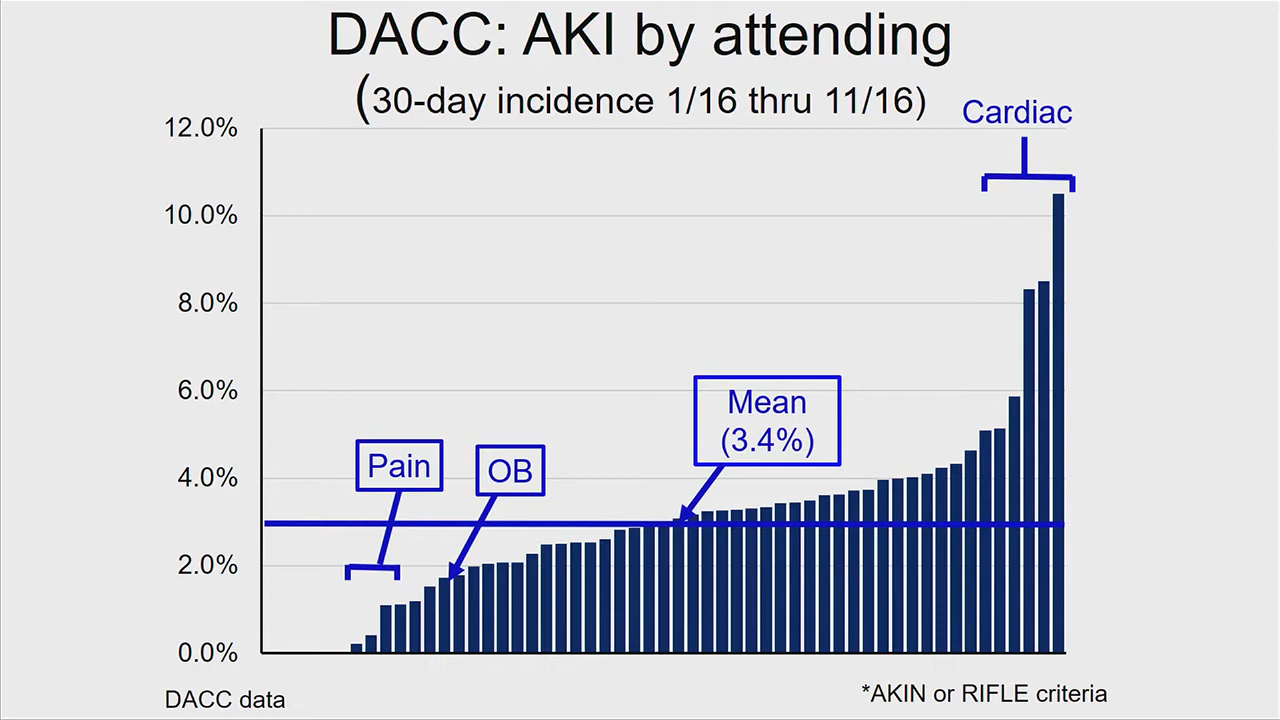 DACC: AKI by attending
(30-day incidence 1/16 thru 11/16)
Cardiac
12.0%
10.0%
8.0%
6.0%
Mean
(3.4%)
Pain
OB
4.0%
2.0%
0.0%
DACC data
*AKIN or RIFLE criteria